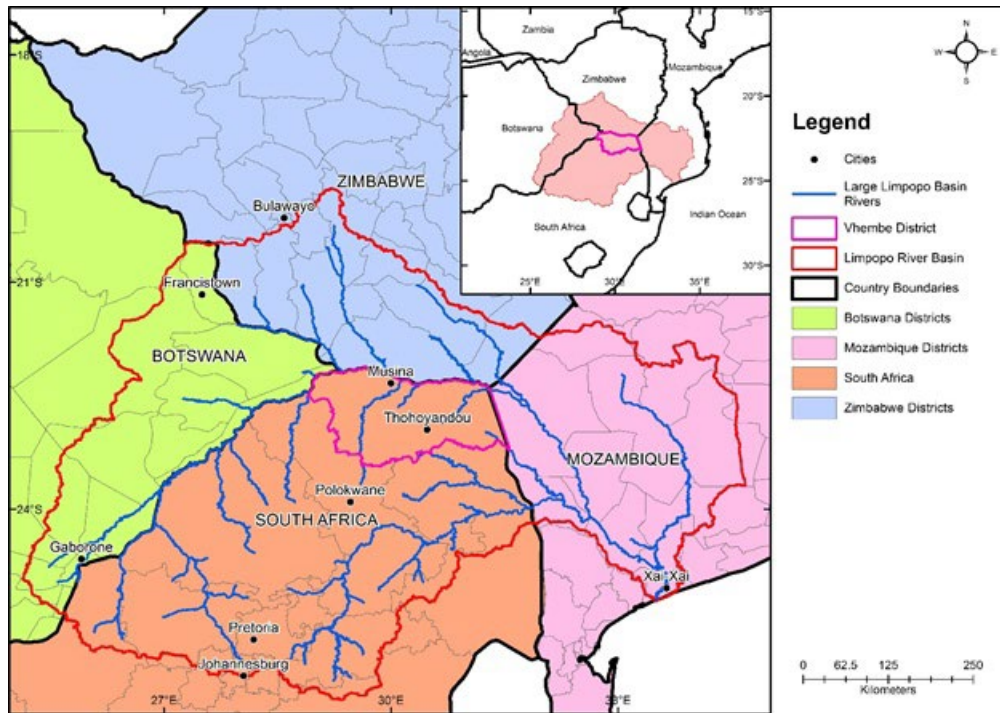 18°S
21°S
24°S
27°E
30°E
33°E
ZIMBABWE
Bulawayo
Francistown
BOTSWANA
Musina
Thohoyandou
MOZAMBIQUE
Polokwane
SOUTH AFRICA
Gaborone
Xai-Xai
Pretoria
Johannesburg
15°S
Zambia
Angola
Mozambique
Zimbabwe
20°S
Botswana
25°S
South Africa
Indian Ocean
30°S
25°E
30°E
35°E
N
W
E
S
Legend
Cities
Large Limpopo Basin
Rivers
Vhembe District
Limpopo River Basin
Country Boundaries
Botswana Districts
Mozambique Districts
South Africa
Zimbabwe Districts
0 62.5 125 250
Kilometers